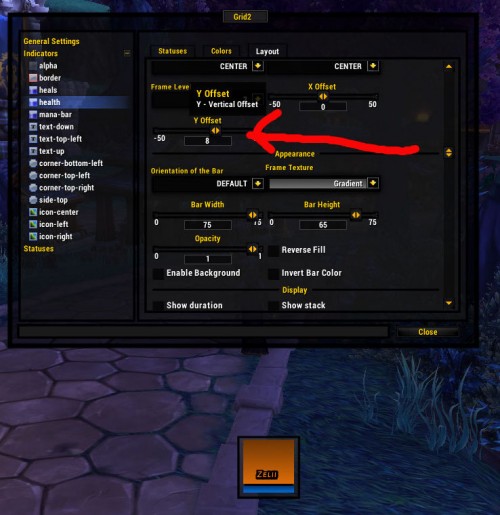 Grid2
General Settings
Indicators
alpha
border
heals
health
mana-bar
text-down
text-top-left
text-up
corner-bottom-left
corner-top-left
corner-top-right
side-top
icon-center
icon-left
icon-right
Statuses
Statuses Colors Layout
CENTER CENTER
Frame Leve
Y Offset
Y - Vertical Offset
X Offset
-50 0 50
Y Offset
-50 8
Appearance
Orientation of the Bar Frame Texture
DEFAULT Gradient
Bar Width Bar Height
0 75 75 0 65 75
Opacity
0 1 1
Reverse Fill
Enable Background Invert Bar Color
Display
Show duration Show stack
Close
ZÉLII